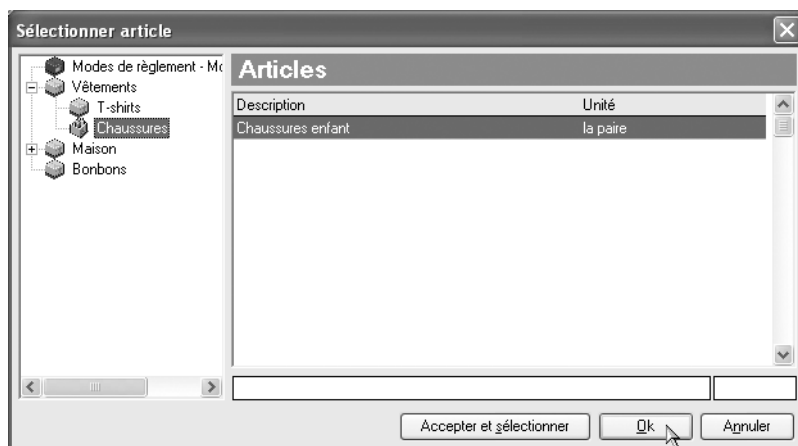 Sélectionner article
Modes de règlement - Mo
Vêtements
T-shirts
Chaussures
Maison
Bonbons
Articles
Description Unité
Chaussures enfant la paire
Accepter et sélectionner Ok Annuler